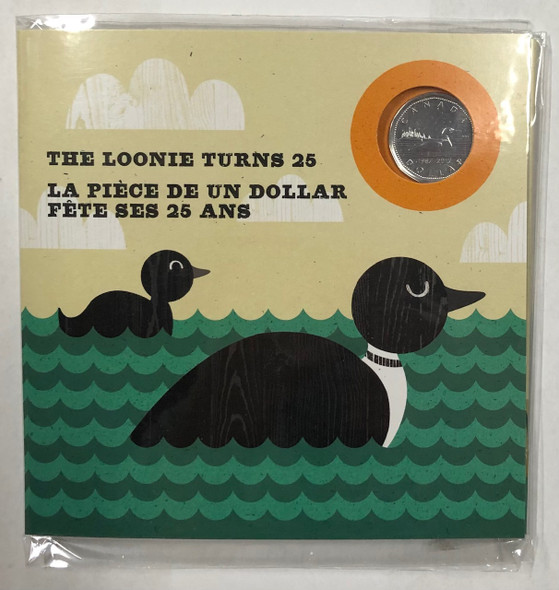 THE LOONIE TURNS 25
LA PIÈCE DE UN DOLLAR
FÊTE SES 25 ANS
CANADA
DOLLAR